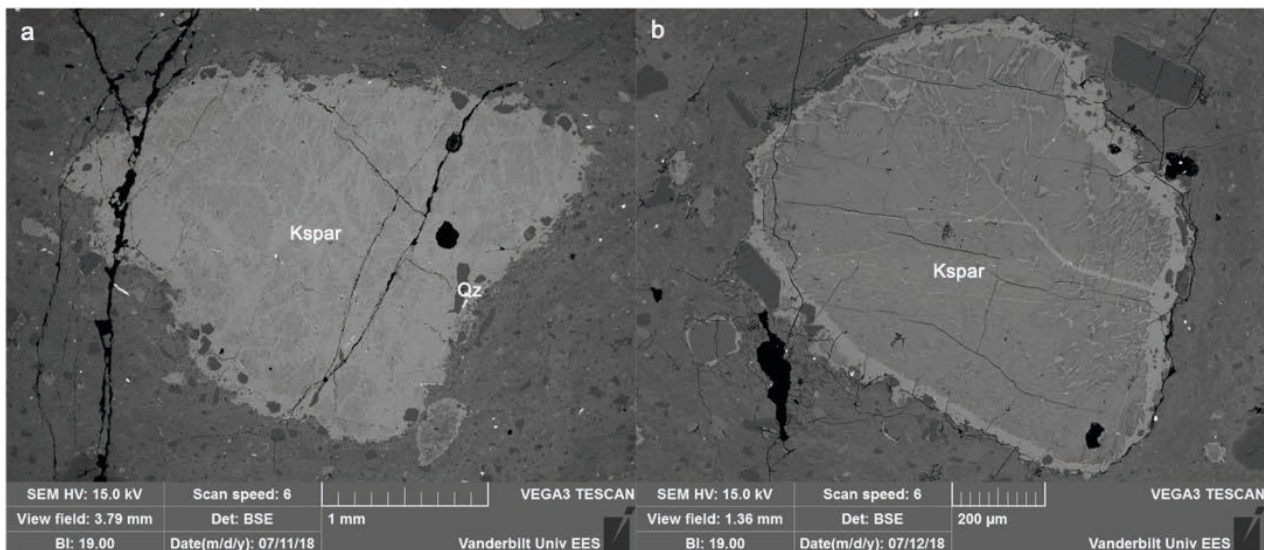 a
Kspar
Qz
SEM HV: 15.0 kV
Scan speed: 6
VEGA3 TESCAN
View field: 3.79 mm
Det: BSE
1 mm
BI: 19.00
Date(m/d/y): 07/11/18
Vanderbilt Univ EES
b
Kspar
SEM HV: 15.0 kV
Scan speed: 6
VEGA3 TESCAN
View field: 1.36 mm
Det: BSE
200 µm
BI: 19.00
Date(m/d/y): 07/12/18
Vanderbilt Univ EES